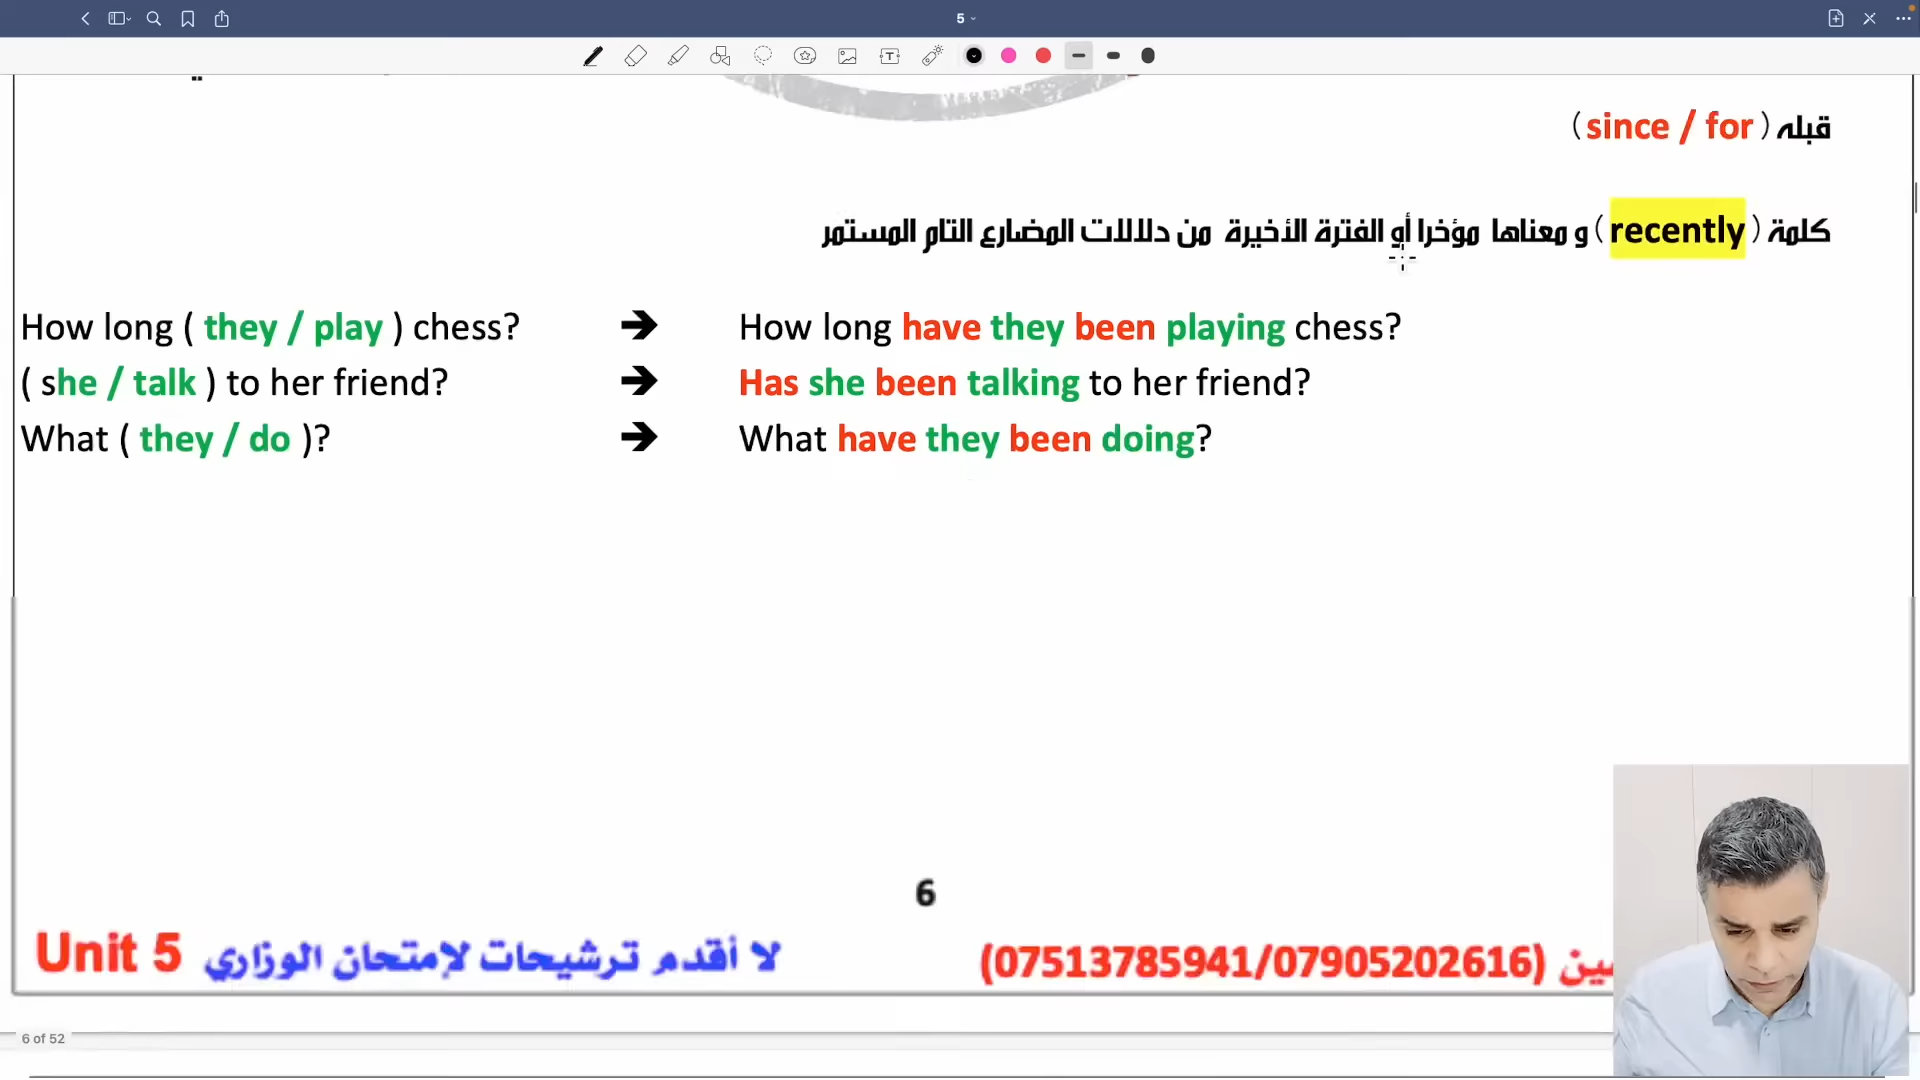 5
قبله ( since / for )
كلمة ( recently ) و معناها مؤخرا أو الفترة الأخيرة من دلالات المضارع التام المستمر
How long ( they / play ) chess? ➔ How long have they been playing chess?
( she / talk ) to her friend? ➔ Has she been talking to her friend?
What ( they / do )? ➔ What have they been doing?
6
Unit 5 لا أقدم ترشيحات لإمتحان الوزاري (07513785941/07905202616)
6 of 52